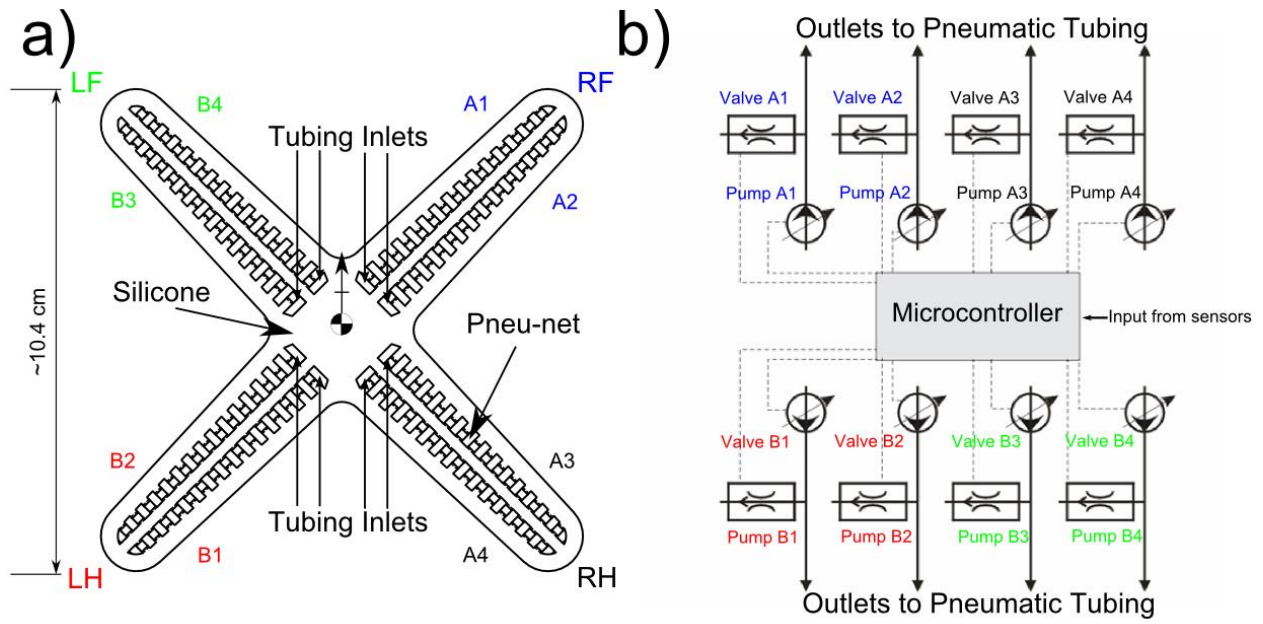 a)
LF
RF
B4
A1
Tubing Inlets
B3
A2
Silicone
Pneu-net
~10.4 cm
B2
A3
Tubing Inlets
B1
A4
LH
RH
b)
Outlets to Pneumatic Tubing
Valve A1 Valve A2 Valve A3 Valve A4
Pump A1 Pump A2 Pump A3 Pump A4
Microcontroller
Input from sensors
Valve B1 Valve B2 Valve B3 Valve B4
Pump B1 Pump B2 Pump B3 Pump B4
Outlets to Pneumatic Tubing